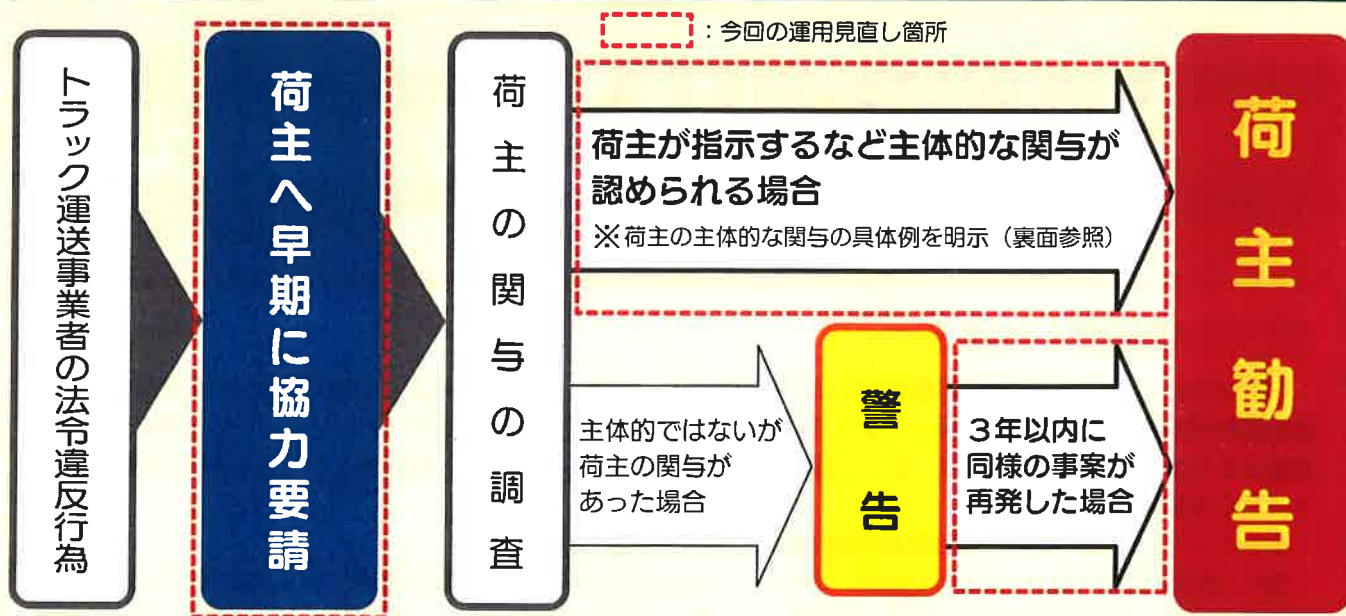 ：今回の運用見直し箇所
トラック運送事業者の法令違反行為
荷主へ早期に協力要請
荷主の関与の調査
荷主が指示するなど主体的な関与が
認められる場合
※荷主の主体的な関与の具体例を明示（裏面参照）
主体的ではないが
荷主の関与が
あった場合
警告
３年以内に
同様の事案が
再発した場合
荷主勧告